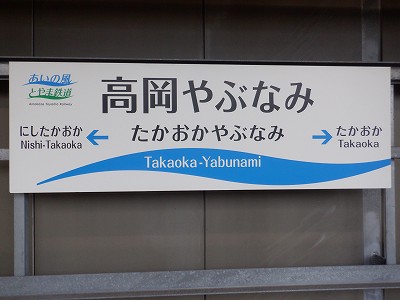 あいの風
とやま鉄道
高岡やぶなみ
にしたかおか
Nishi-Takaoka
たかおかやぶなみ
たかおか
Takaoka
Takaoka-Yabunami